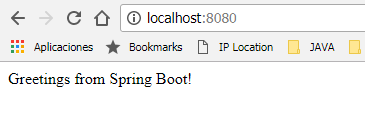 localhost:8080
Aplicaciones Bookmarks IP Location JAVA
Greetings from Spring Boot!